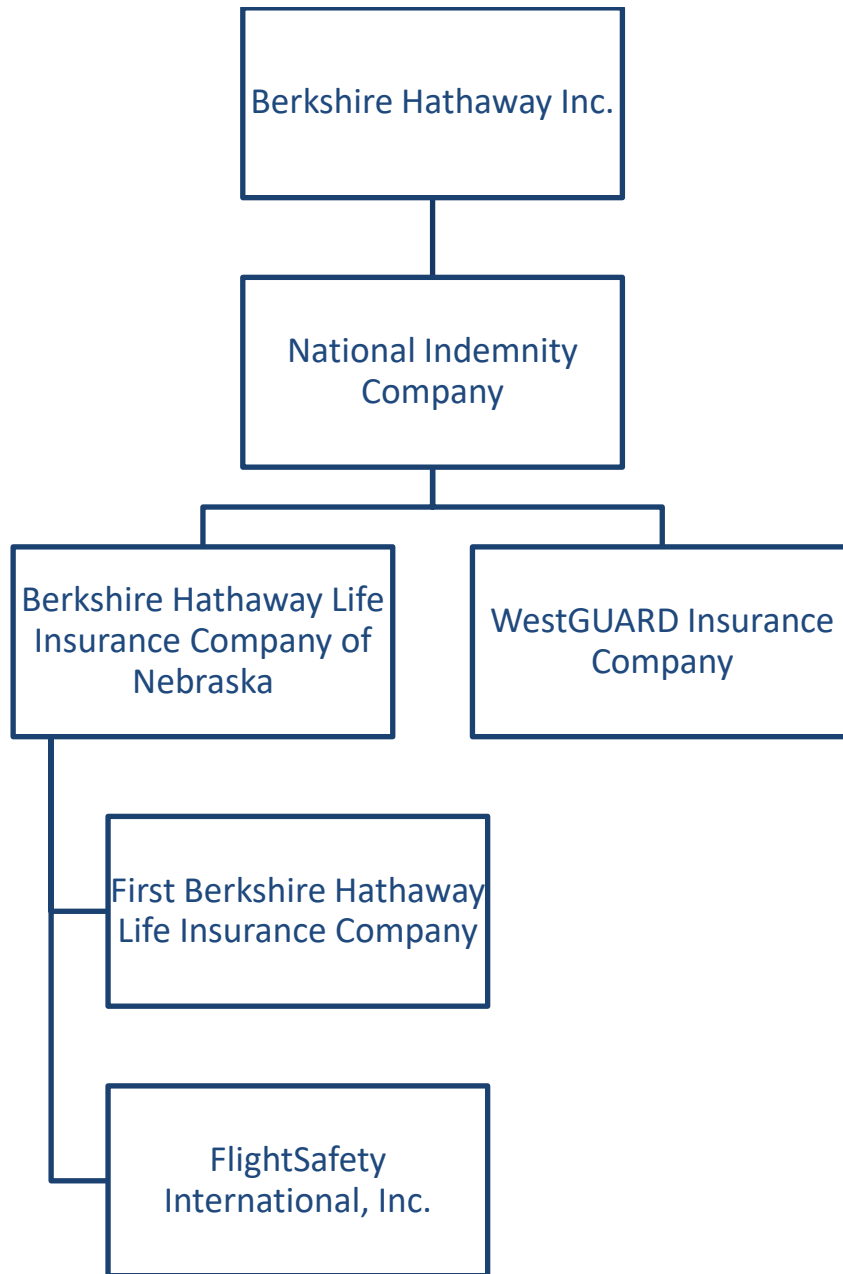 Berkshire Hathaway Inc.
National Indemnity
Company
Berkshire Hathaway Life
Insurance Company of
Nebraska
WestGUARD Insurance
Company
First Berkshire Hathaway
Life Insurance Company
FlightSafety
International, Inc.